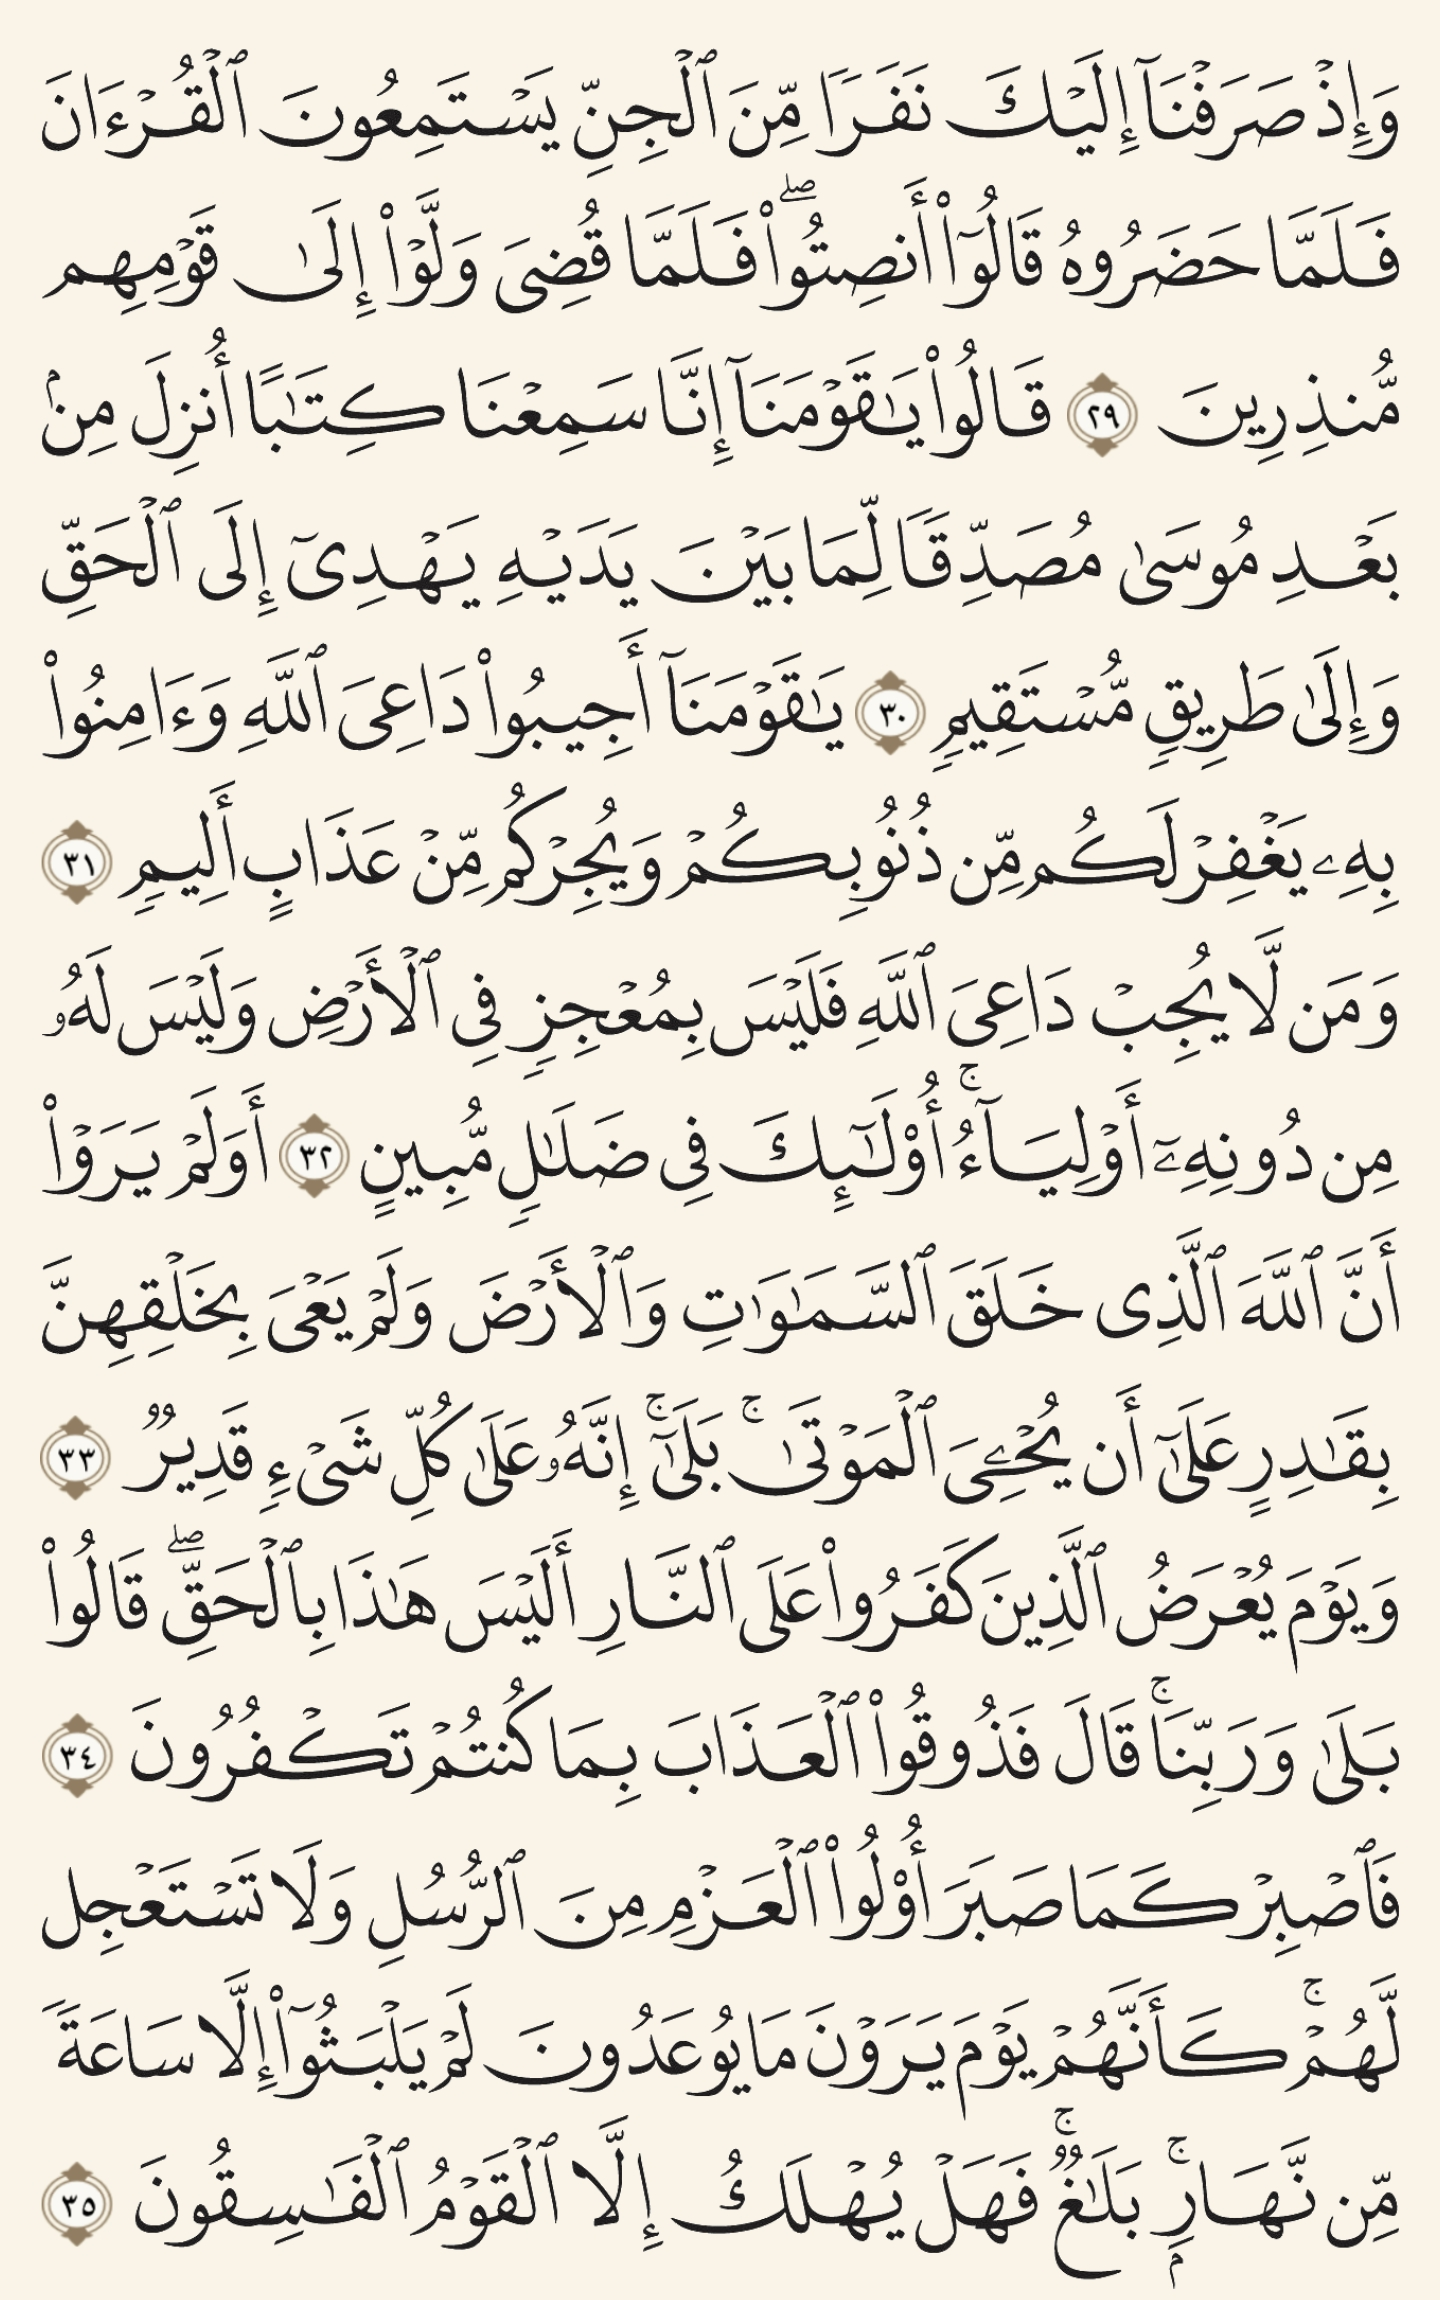 وَإِذْ صَرَفْنَآ إِلَيْكَ نَفَرًا مِّنَ ٱلْجِنِّ يَسْتَمِعُونَ ٱلْقُرْءَانَ
فَلَمَّا حَضَرُوهُ قَالُوٓا۟ أَنصِتُوا۟ ۖ فَلَمَّا قُضِىَ وَلَّوْا۟ إِلَىٰ قَوْمِهِم
مُّنذِرِينَ ٢٩ قَالُوا۟ يَٰقَوْمَنَآ إِنَّا سَمِعْنَا كِتَٰبًا أُنزِلَ مِنۢ
بَعْدِ مُوسَىٰ مُصَدِّقًا لِّمَا بَيْنَ يَدَيْهِ يَهْدِىٓ إِلَى ٱلْحَقِّ
وَإِلَىٰ طَرِيقٍ مُّسْتَقِيمٍ ٣٠ يَٰقَوْمَنَآ أَجِيبُوا۟ دَاعِىَ ٱللَّهِ وَءَامِنُوا۟
بِهِۦ يَغْفِرْ لَكُم مِّن ذُنُوبِكُمْ وَيُجِرْكُم مِّنْ عَذَابٍ أَلِيمٍ ٣١
وَمَن لَّا يُجِبْ دَاعِىَ ٱللَّهِ فَلَيْسَ بِمُعْجِزٍ فِى ٱلْأَرْضِ وَلَيْسَ لَهُۥ
مِن دُونِهِۦٓ أَوْلِيَآءُ ۚ أُو۟لَٰٓئِكَ فِى ضَلَٰلٍ مُّبِينٍ ٣٢ أَوَلَمْ يَرَوْا۟
أَنَّ ٱللَّهَ ٱلَّذِى خَلَقَ ٱلسَّمَٰوَٰتِ وَٱلْأَرْضَ وَلَمْ يَعْىَ بِخَلْقِهِنَّ
بِقَٰدِرٍ عَلَىٰٓ أَن يُحْۦِىَ ٱلْمَوْتَىٰ ۚ بَلَىٰٓ ۚ إِنَّهُۥ عَلَىٰ كُلِّ شَىْءٍ قَدِيرٌ ٣٣
وَيَوْمَ يُعْرَضُ ٱلَّذِينَ كَفَرُوا۟ عَلَى ٱلنَّارِ أَلَيْسَ هَٰذَا بِٱلْحَقِّ ۖ قَالُوا۟
بَلَىٰ وَرَبِّنَا ۚ قَالَ فَذُوقُوا۟ ٱلْعَذَابَ بِمَا كُنتُمْ تَكْفُرُونَ ٣٤
فَٱصْبِرْ كَمَا صَبَرَ أُو۟لُوا۟ ٱلْعَزْمِ مِنَ ٱلرُّسُلِ وَلَا تَسْتَعْجِل
لَّهُمْ ۚ كَأَنَّهُمْ يَوْمَ يَرَوْنَ مَا يُوعَدُونَ لَمْ يَلْبَثُوٓا۟ إِلَّا سَاعَةً
مِّن نَّهَارٍۭ ۚ بَلَٰغٌ ۚ فَهَلْ يُهْلَكُ إِلَّا ٱلْقَوْمُ ٱلْفَٰسِقُونَ ٣٥